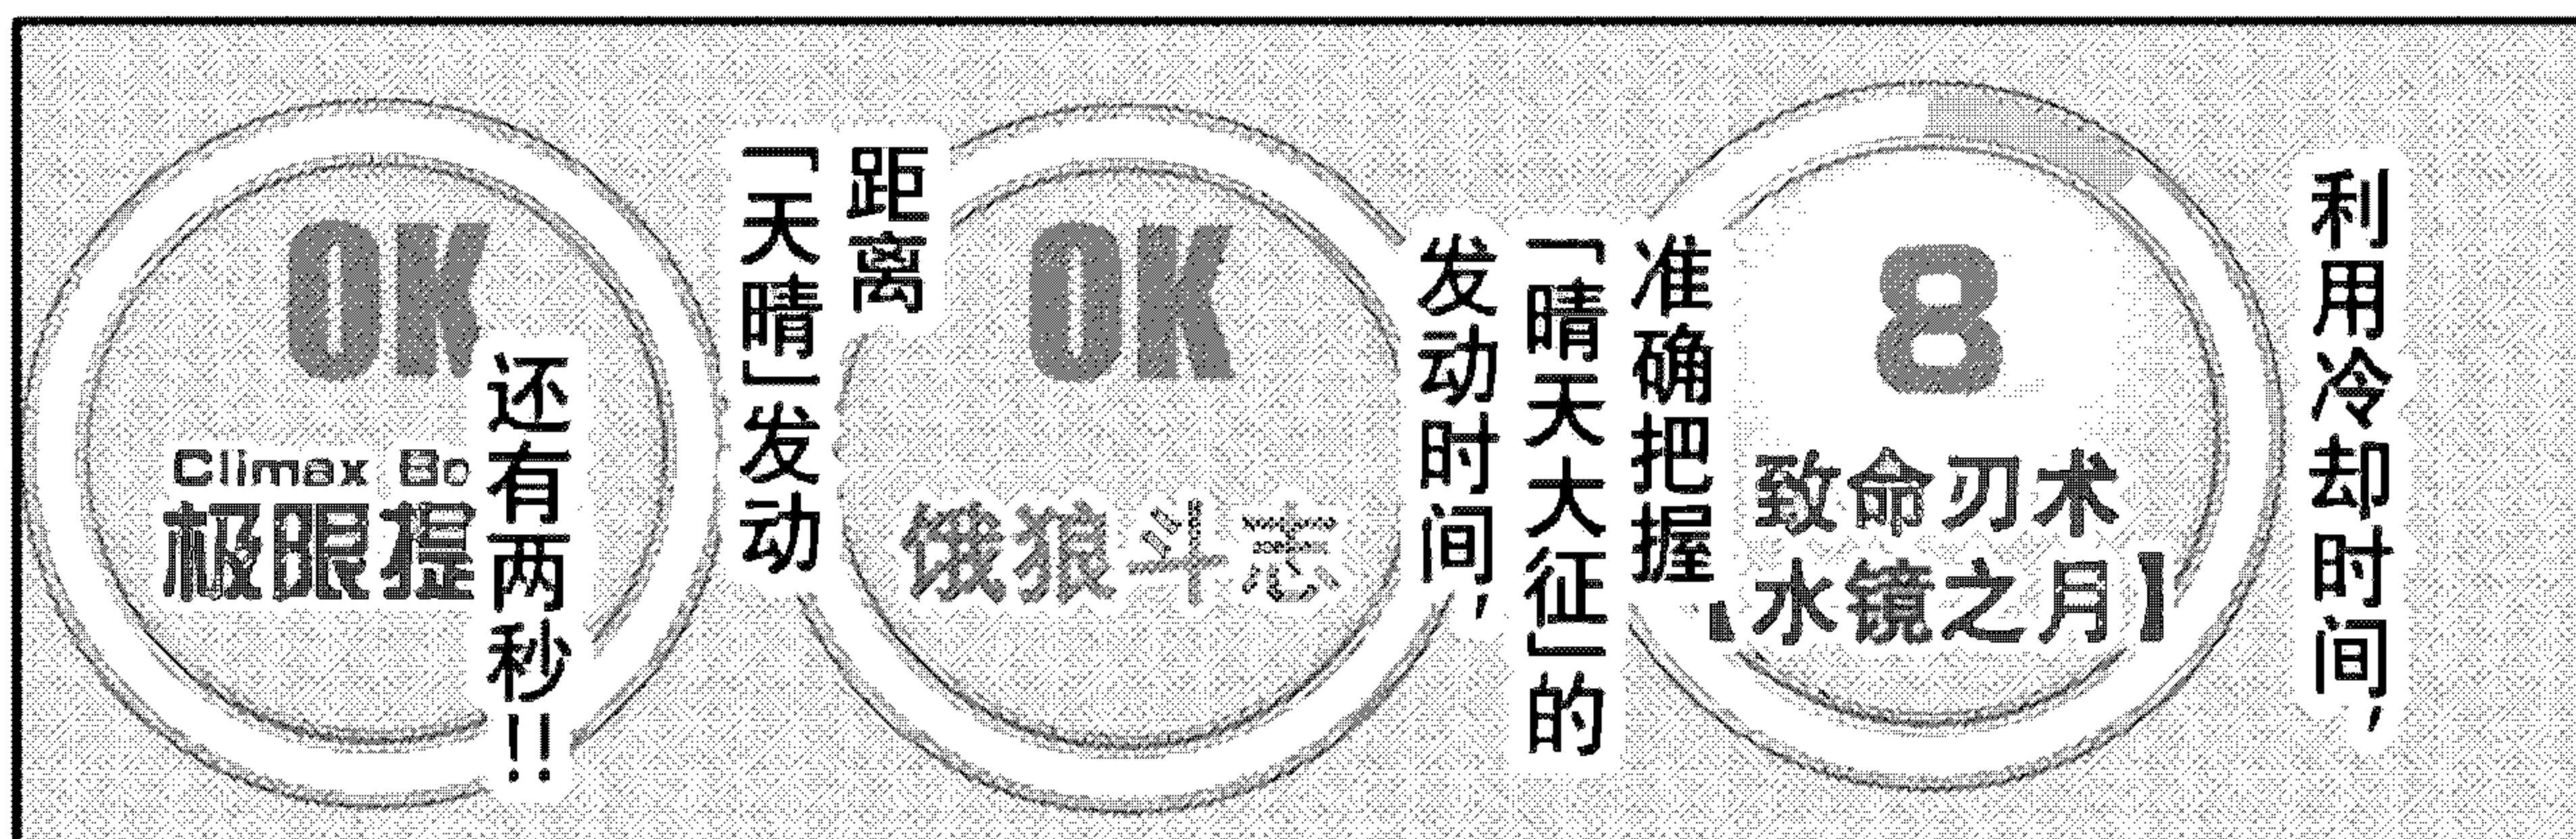 利用冷却时间，
8
致命刃术
【水镜之月】
准确把握
「晴天大征」的
发动时间，
OK
饿狼斗志
距离
「天晴」发动
还有两秒！！
OK
Climax Bo
极眼提